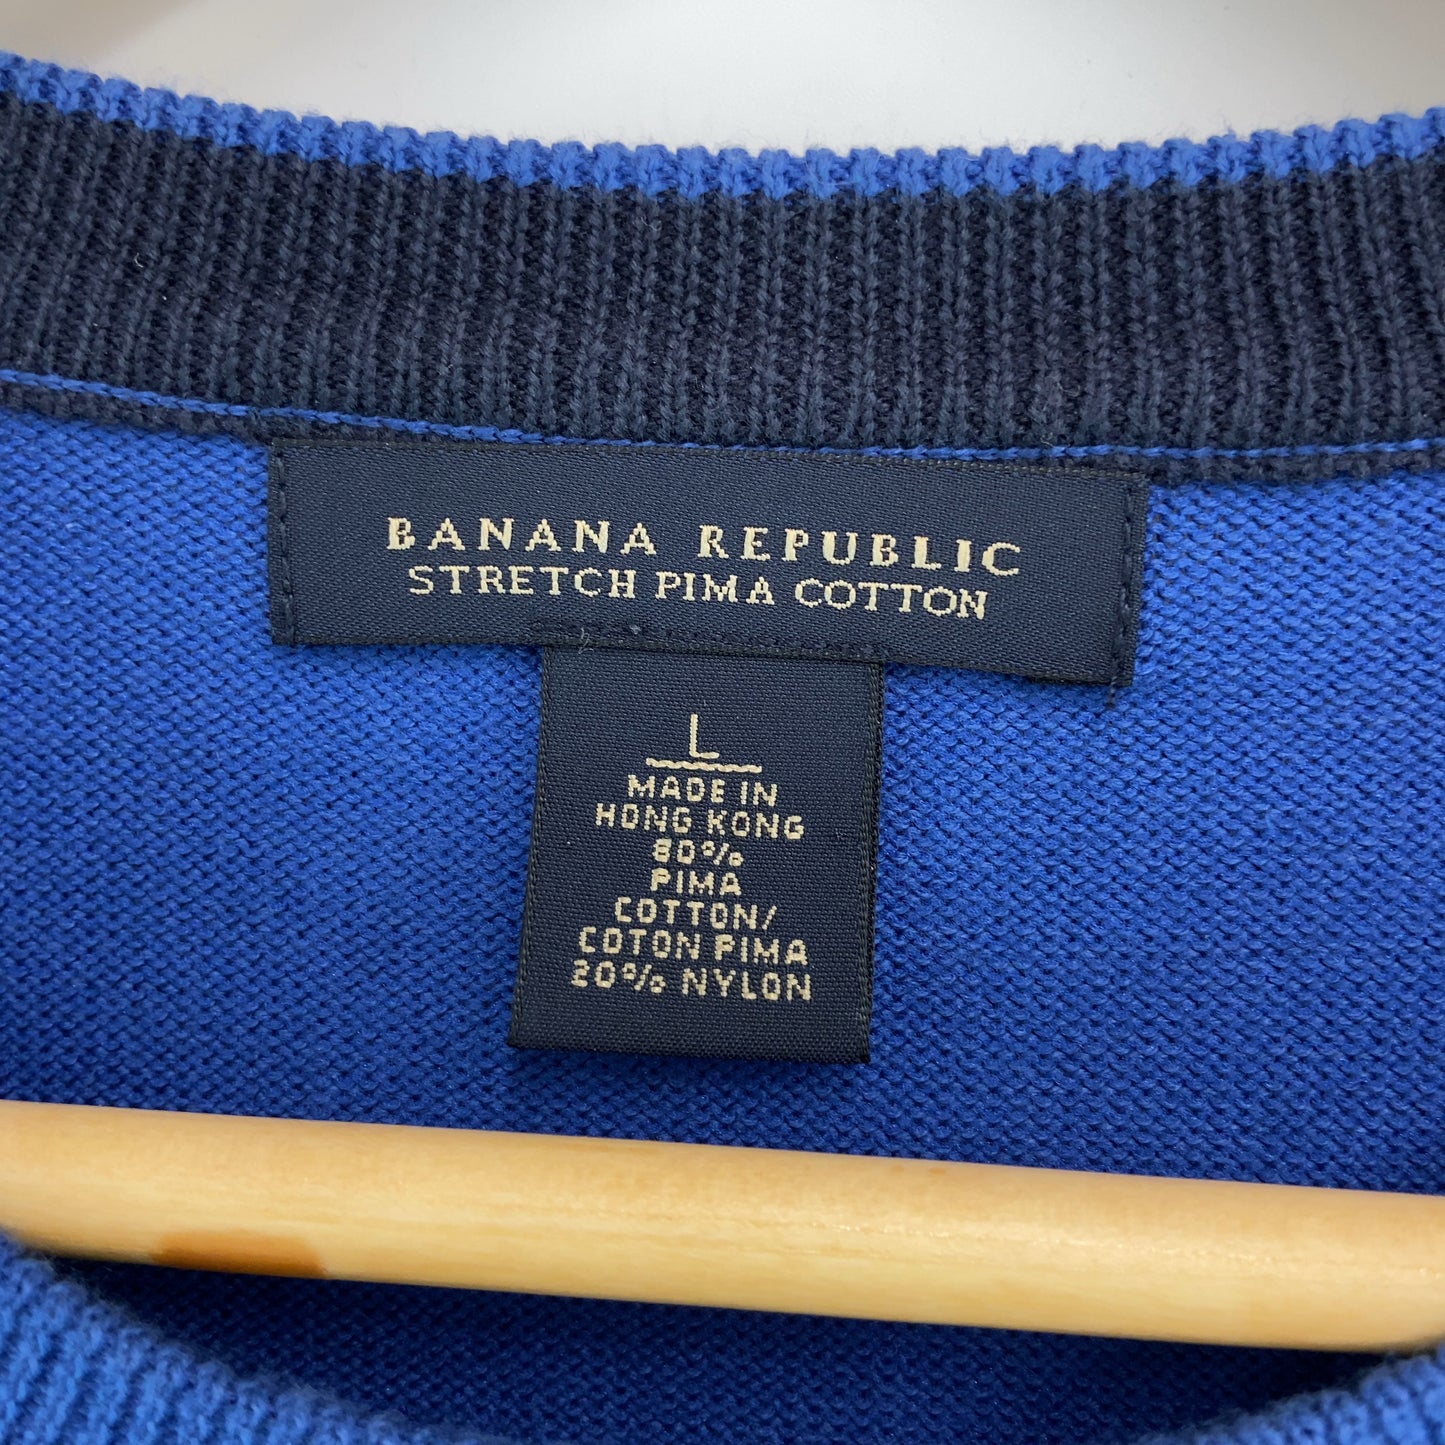 BANANA REPUBLIC
STRETCH PIMA COTTON
L
MADE IN
HONG KONG
80%
PIMA
COTTON/
COTON PIMA
20% NYLON